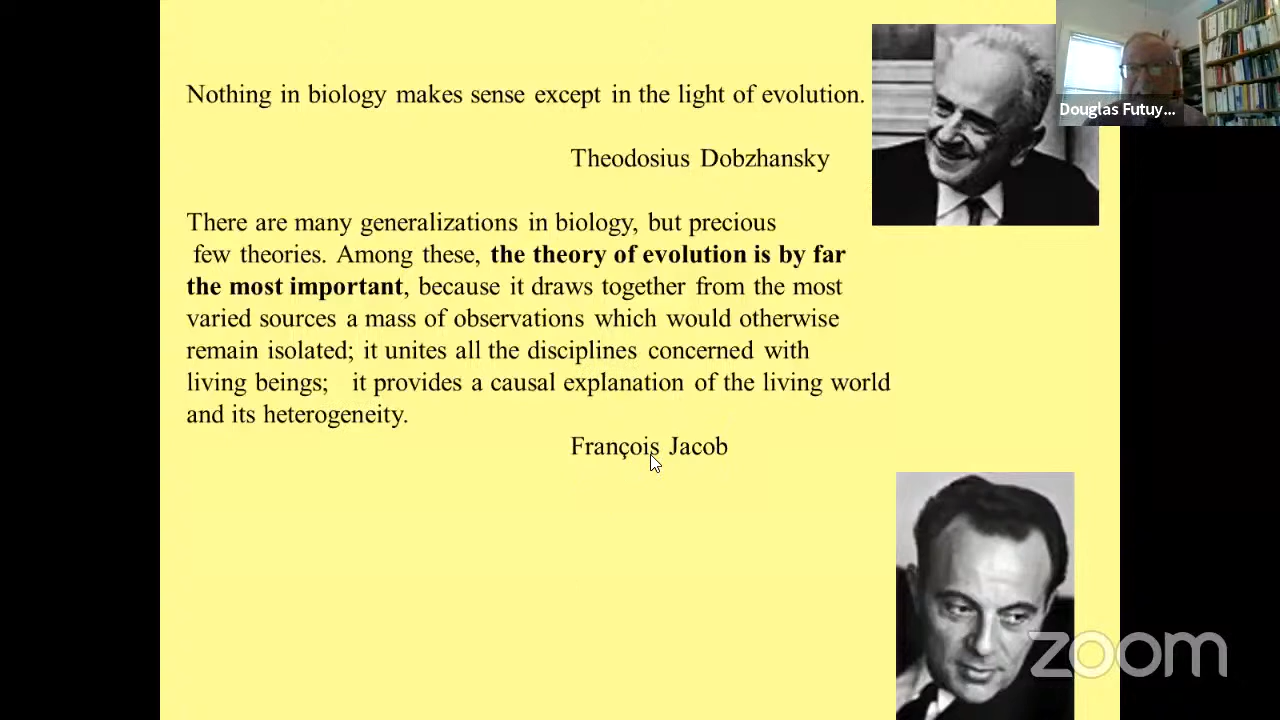 Nothing in biology makes sense except in the light of evolution.
Douglas Futuy...
Theodosius Dobzhansky
There are many generalizations in biology, but precious
few theories. Among these, the theory of evolution is by far
the most important, because it draws together from the most
varied sources a mass of observations which would otherwise
remain isolated; it unites all the disciplines concerned with
living beings; it provides a causal explanation of the living world
and its heterogeneity.
François Jacob
zoom